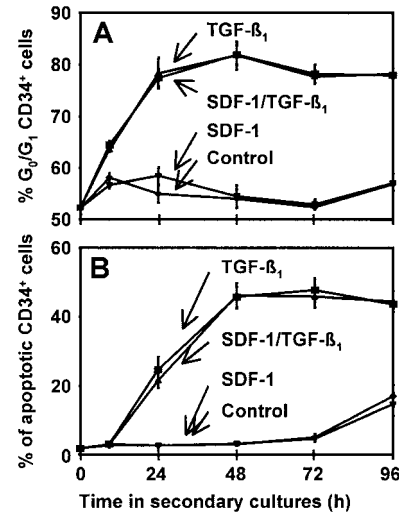 A
% G₀/G₁ CD34⁺ cells
90
80
70
60
50
TGF-ß₁
SDF-1/TGF-ß₁
SDF-1
Control
B
% of apoptotic CD34⁺ cells
60
40
20
0
TGF-ß₁
SDF-1/TGF-ß₁
SDF-1
Control
0 24 48 72 96
Time in secondary cultures (h)